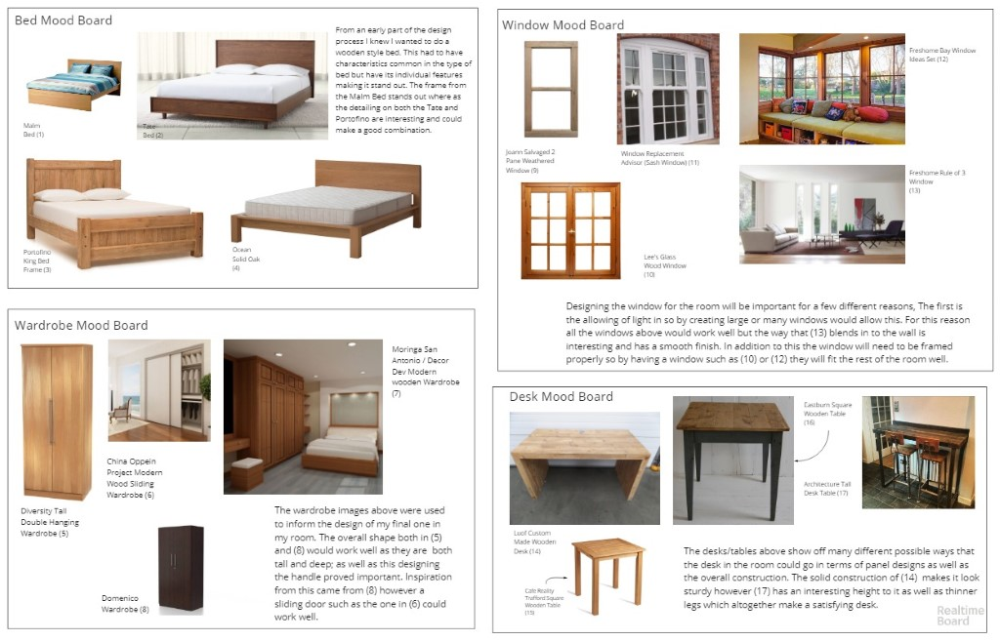 Bed Mood Board
From an early part of the design
process I knew I wanted to do a
wooden style bed. This had to have
characteristics common in the type of
bed but have its individual features
making it stand out. The frame from
the Malm Bed stands out where as
the detailing on both the Tate and
Portofino are interesting and could
make a good combination.
Malm
Bed (1)
Tate
Bed (2)
Portofino
King Bed
Frame (3)
Ocean
Solid Oak
(4)
Window Mood Board
Freshome Bay Window
Ideas Set (12)
Joann Salvaged 2
Pane Weathered
Window (9)
Window Replacement
Advisor (Sash Window) (11)
Freshome Rule of 3
Window
(13)
Lee's Glass
Wood Window
(10)
Designing the window for the room will be important for a few different reasons, The first is
the allowing of light in so by creating large or many windows would allow this. For this reason
all the windows above would work well but the way that (13) blends in to the wall is
interesting and has a smooth finish. In addition to this the window will need to be framed
properly so by having a window such as (10) or (12) they will fit the rest of the room well.
Wardrobe Mood Board
Moringa San
Antonio / Decor
Dev Modern
wooden Wardrobe
(7)
China Oppein
Project Modern
Wood Sliding
Wardrobe (6)
Diversity Tall
Double Hanging
Wardrobe (5)
Domenico
Wardrobe (8)
The wardrobe images above were used
to inform the design of my final one in
my room. The overall shape both in (5)
and (8) would work well as they are both
tall and deep; as well as this designing
the handle proved important. Inspiration
from this came from (8) however a
sliding door such as the one in (6) could
work well.
Desk Mood Board
Eastburn Square
Wooden Table
(16)
Architecture Tall
Desk Table (17)
Luof Custom
Made Wooden
Desk (14)
Cafe Reality
Trafford Square
Wooden Table
(15)
The desks/tables above show off many different possible ways that
the desk in the room could go in terms of panel designs as well as
the overall construction. The solid construction of (14) makes it look
sturdy however (17) has an interesting height to it as well as thinner
legs which altogether make a satisfying desk.
Realtime
Board